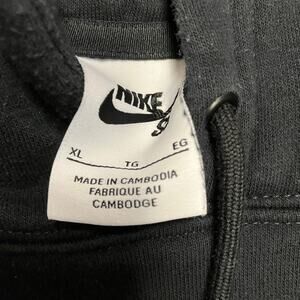 NIKE
XL TG EG
MADE IN CAMBODIA
FABRIQUE AU
CAMBODGE